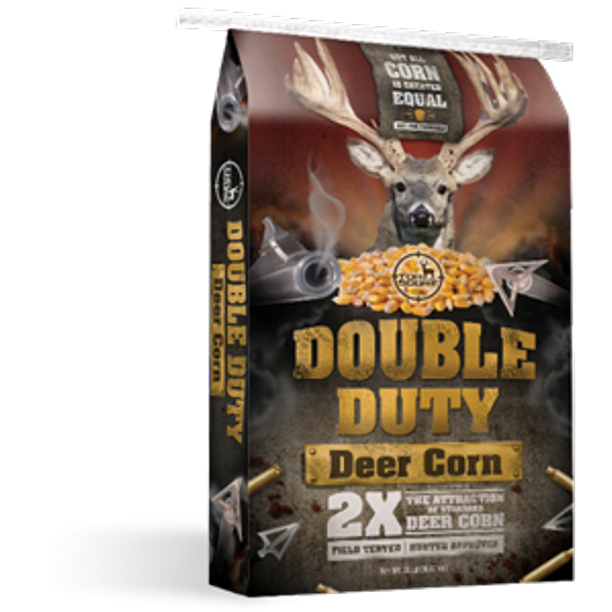 NOT ALL
CORN
IS CREATED
EQUAL
DOUBLE
DUTY
Deer Corn
2X
THE ATTRACTION
OF STANDARD
DEER CORN
FIELD TESTED
HUNTER APPROVED
DOUBLE DUTY
Deer Corn